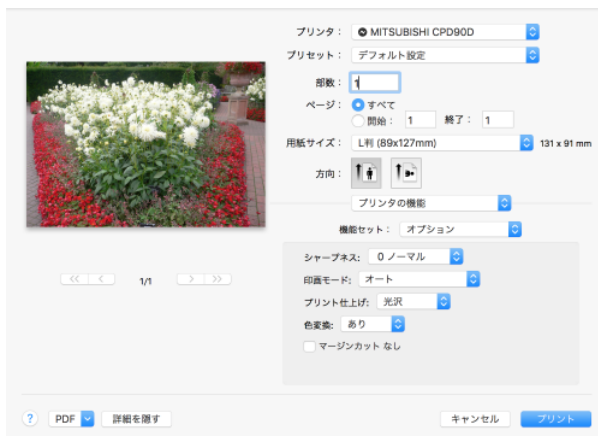 プリンタ： MITSUBISHI CPD90D
プリセット： デフォルト設定
部数： 1
ページ： すべて
開始： 1 終了： 1
用紙サイズ： L判 (89x127mm) 131 x 91 mm
方向：
プリンタの機能
機能セット： オプション
シャープネス: 0 ノーマル
印画モード: オート
プリント仕上げ: 光沢
色変換: あり
マージンカット なし
1/1
? PDF 詳細を隠す キャンセル プリント